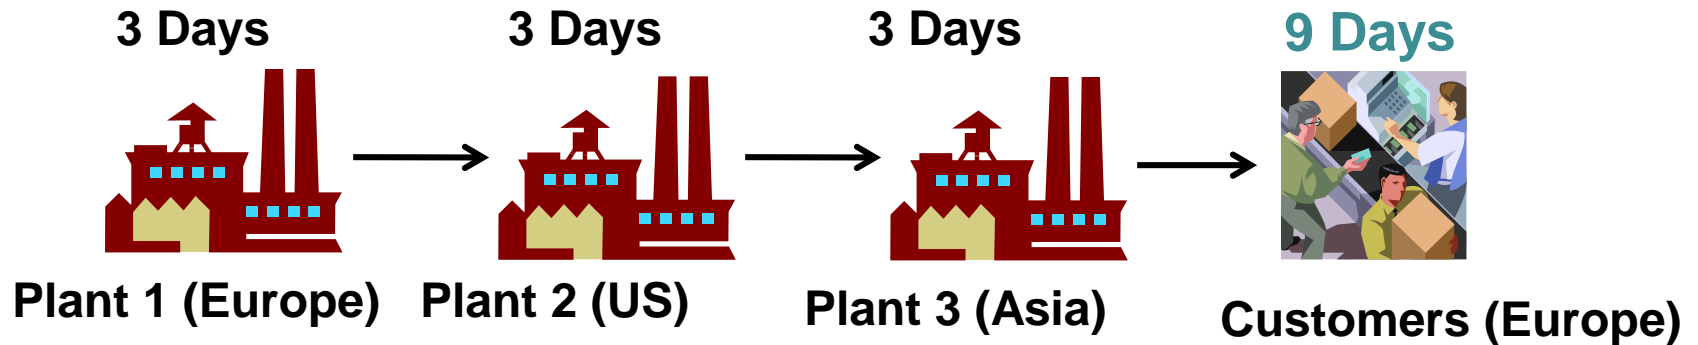 3 Days
3 Days
3 Days
9 Days
Plant 1 (Europe)
Plant 2 (US)
Plant 3 (Asia)
Customers (Europe)